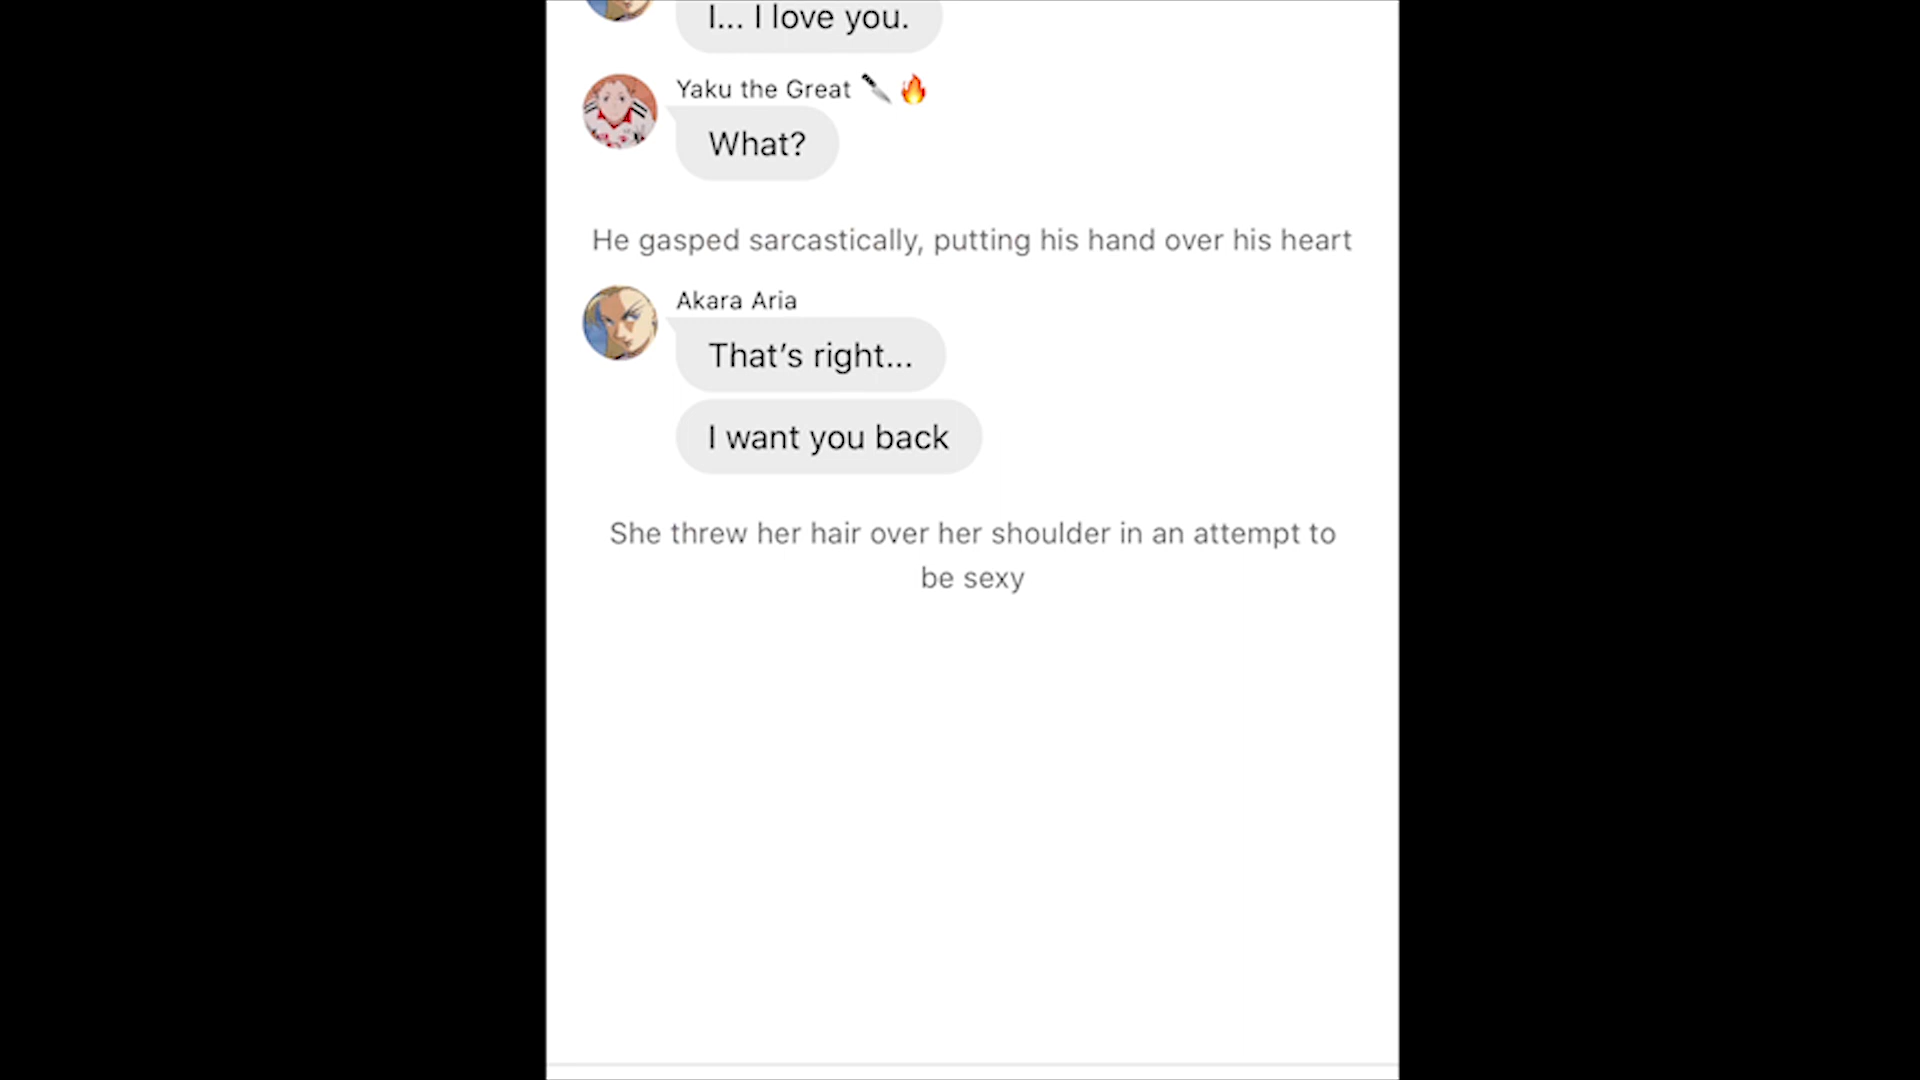 I... I love you.
Yaku the Great 🔪🔥
What?
He gasped sarcastically, putting his hand over his heart
Akara Aria
That’s right...
I want you back
She threw her hair over her shoulder in an attempt to
be sexy